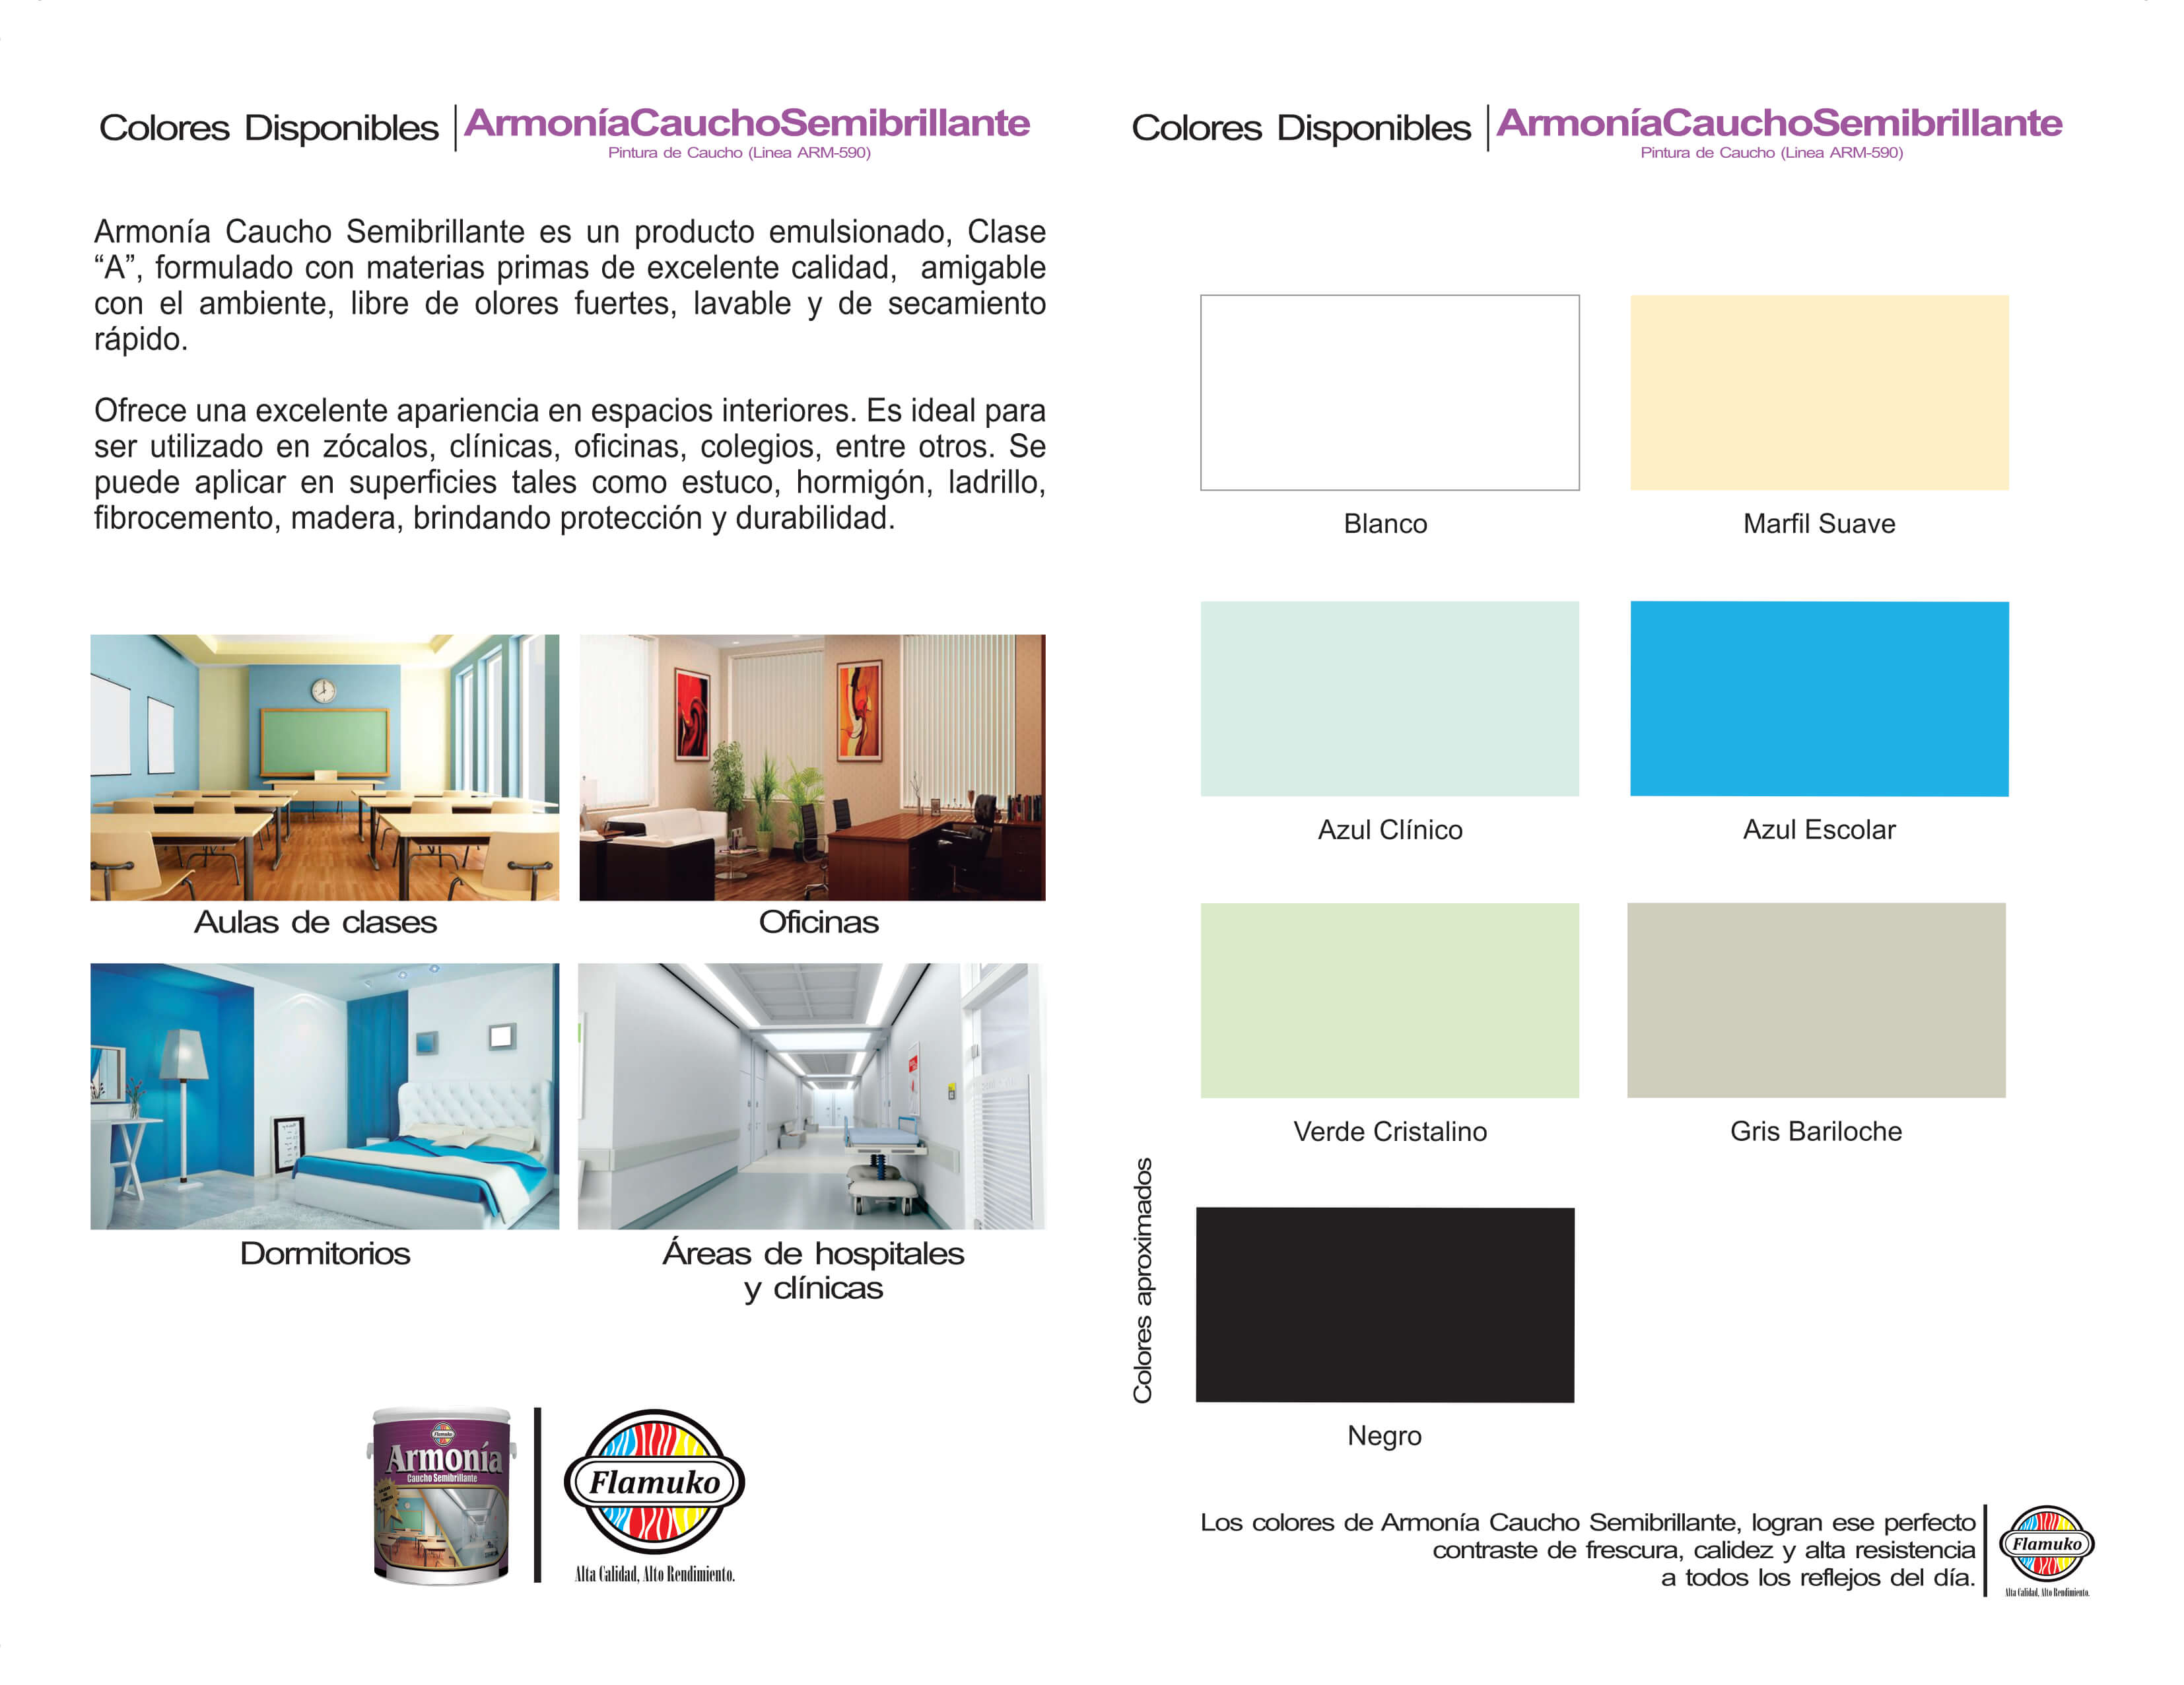 Colores Disponibles
ArmoníaCauchoSemibrillante
Pintura de Caucho (Linea ARM-590)
Armonía Caucho Semibrillante es un producto emulsionado, Clase
“A”, formulado con materias primas de excelente calidad, amigable
con el ambiente, libre de olores fuertes, lavable y de secamiento
rápido.
Ofrece una excelente apariencia en espacios interiores. Es ideal para
ser utilizado en zócalos, clínicas, oficinas, colegios, entre otros. Se
puede aplicar en superficies tales como estuco, hormigón, ladrillo,
fibrocemento, madera, brindando protección y durabilidad.
Aulas de clases
Oficinas
Dormitorios
Áreas de hospitales
y clínicas
Flamuko
Armonía
Caucho Semibrillante
Flamuko
Alta Calidad, Alto Rendimiento.
Colores Disponibles
ArmoníaCauchoSemibrillante
Pintura de Caucho (Linea ARM-590)
Blanco
Marfil Suave
Azul Clínico
Azul Escolar
Verde Cristalino
Gris Bariloche
Negro
Colores aproximados
Los colores de Armonía Caucho Semibrillante, logran ese perfecto
contraste de frescura, calidez y alta resistencia
a todos los reflejos del día.
Flamuko
Alta Calidad, Alto Rendimiento.